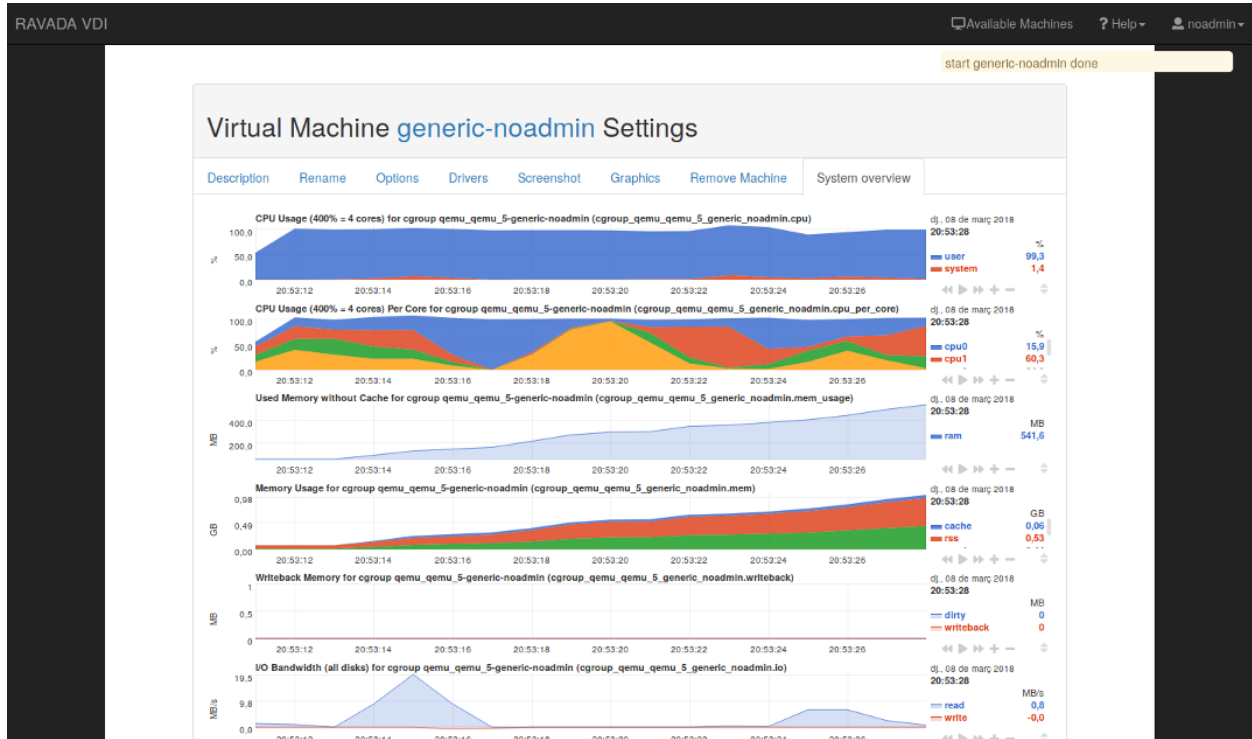 RAVADA VDI Available Machines ? Help noadmin
start generic-noadmin done
Virtual Machine generic-noadmin Settings
Description Rename Options Drivers Screenshot Graphics Remove Machine System overview
CPU Usage (400% = 4 cores) for cgroup qemu_qemu_5-generic-noadmin (cgroup_qemu_qemu_5_generic_noadmin.cpu)
dj., 08 de març 2018
20:53:28
%
user 99,3
system 1,4
%
100,0
50,0
0,0
20:53:12 20:53:14 20:53:16 20:53:18 20:53:20 20:53:22 20:53:24 20:53:26
CPU Usage (400% = 4 cores) Per Core for cgroup qemu_qemu_5-generic-noadmin (cgroup_qemu_qemu_5_generic_noadmin.cpu_per_core)
dj., 08 de març 2018
20:53:28
%
cpu0 15,9
cpu1 60,3
%
100,0
50,0
0,0
20:53:12 20:53:14 20:53:16 20:53:18 20:53:20 20:53:22 20:53:24 20:53:26
Used Memory without Cache for cgroup qemu_qemu_5-generic-noadmin (cgroup_qemu_qemu_5_generic_noadmin.mem_usage)
dj., 08 de març 2018
20:53:28
MB
ram 541,6
MB
400,0
200,0
20:53:12 20:53:14 20:53:16 20:53:18 20:53:20 20:53:22 20:53:24 20:53:26
Memory Usage for cgroup qemu_qemu_5-generic-noadmin (cgroup_qemu_qemu_5_generic_noadmin.mem)
dj., 08 de març 2018
20:53:28
GB
cache 0,06
rss 0,53
GB
0,98
0,49
0,00
20:53:12 20:53:14 20:53:16 20:53:18 20:53:20 20:53:22 20:53:24 20:53:26
Writeback Memory for cgroup qemu_qemu_5-generic-noadmin (cgroup_qemu_qemu_5_generic_noadmin.writeback)
dj., 08 de març 2018
20:53:28
MB
dirty 0
writeback 0
MB
1
0,5
0
20:53:12 20:53:14 20:53:16 20:53:18 20:53:20 20:53:22 20:53:24 20:53:26
I/O Bandwidth (all disks) for cgroup qemu_qemu_5-generic-noadmin (cgroup_qemu_qemu_5_generic_noadmin.io)
dj., 08 de març 2018
20:53:28
MB/s
read 0,8
write -0,0
MB/s
19,5
9,8
0,0